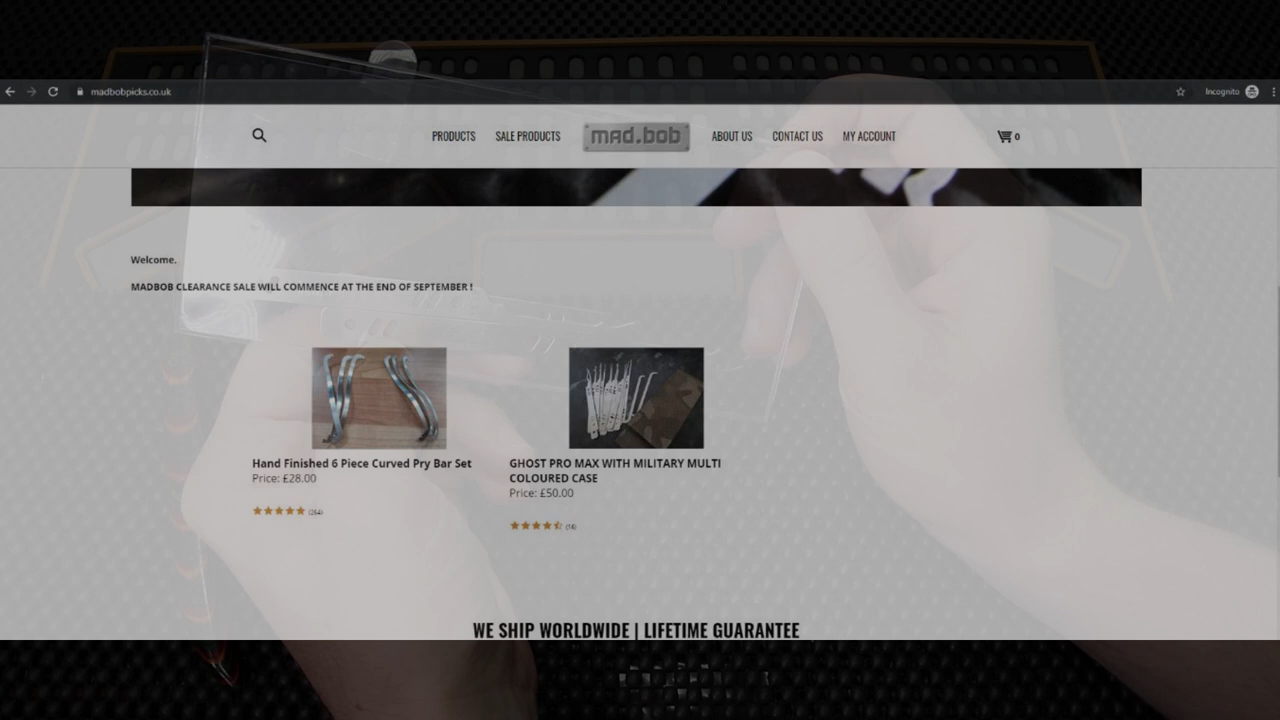 madbobpicks.co.uk
Incognito
PRODUCTS
SALE PRODUCTS
mad.bob
ABOUT US
CONTACT US
MY ACCOUNT
0
Welcome.
MADBOB CLEARANCE SALE WILL COMMENCE AT THE END OF SEPTEMBER !
Hand Finished 6 Piece Curved Pry Bar Set
Price: £28.00
(264)
GHOST PRO MAX WITH MILITARY MULTI
COLOURED CASE
Price: £50.00
(16)
WE SHIP WORLDWIDE | LIFETIME GUARANTEE